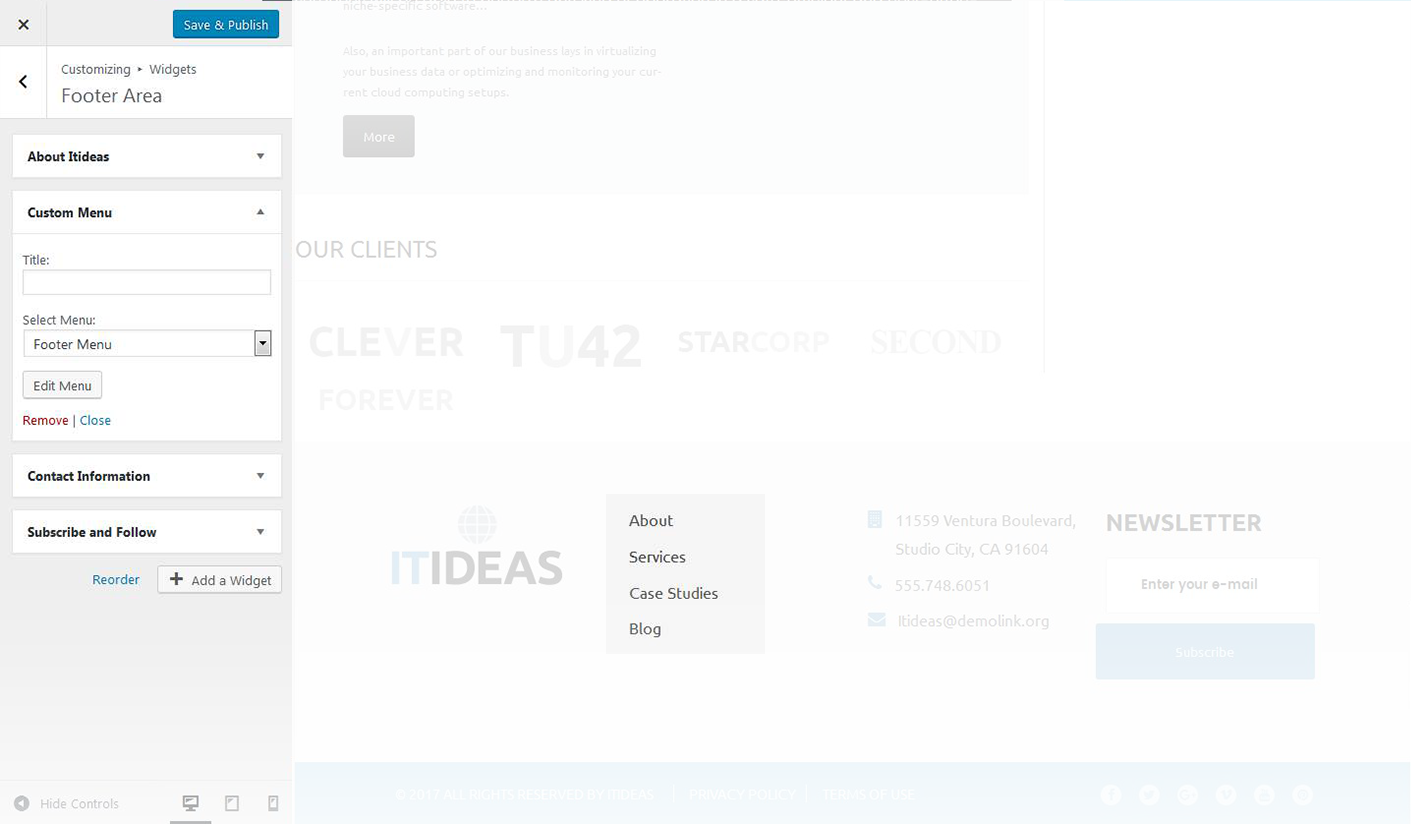 Save & Publish
Customizing ▸ Widgets
Footer Area
About Itideas
Custom Menu
Title:
Select Menu:
Footer Menu
Edit Menu
Remove | Close
Contact Information
Subscribe and Follow
Reorder
Add a Widget
Hide Controls
niche-specific software...
Also, an important part of our business lays in virtualizing
your business data or optimizing and monitoring your cur-
rent cloud computing setups.
More
OUR CLIENTS
CLEVER
TU42
STARCORP
SECOND
FOREVER
ITIDEAS
About
Services
Case Studies
Blog
11559 Ventura Boulevard,
Studio City, CA 91604
555.748.6051
Itideas@demolink.org
NEWSLETTER
Enter your e-mail
Subscribe
© 2017 ALL RIGHTS RESERVED BY ITIDEAS | PRIVACY POLICY | TERMS OF USE